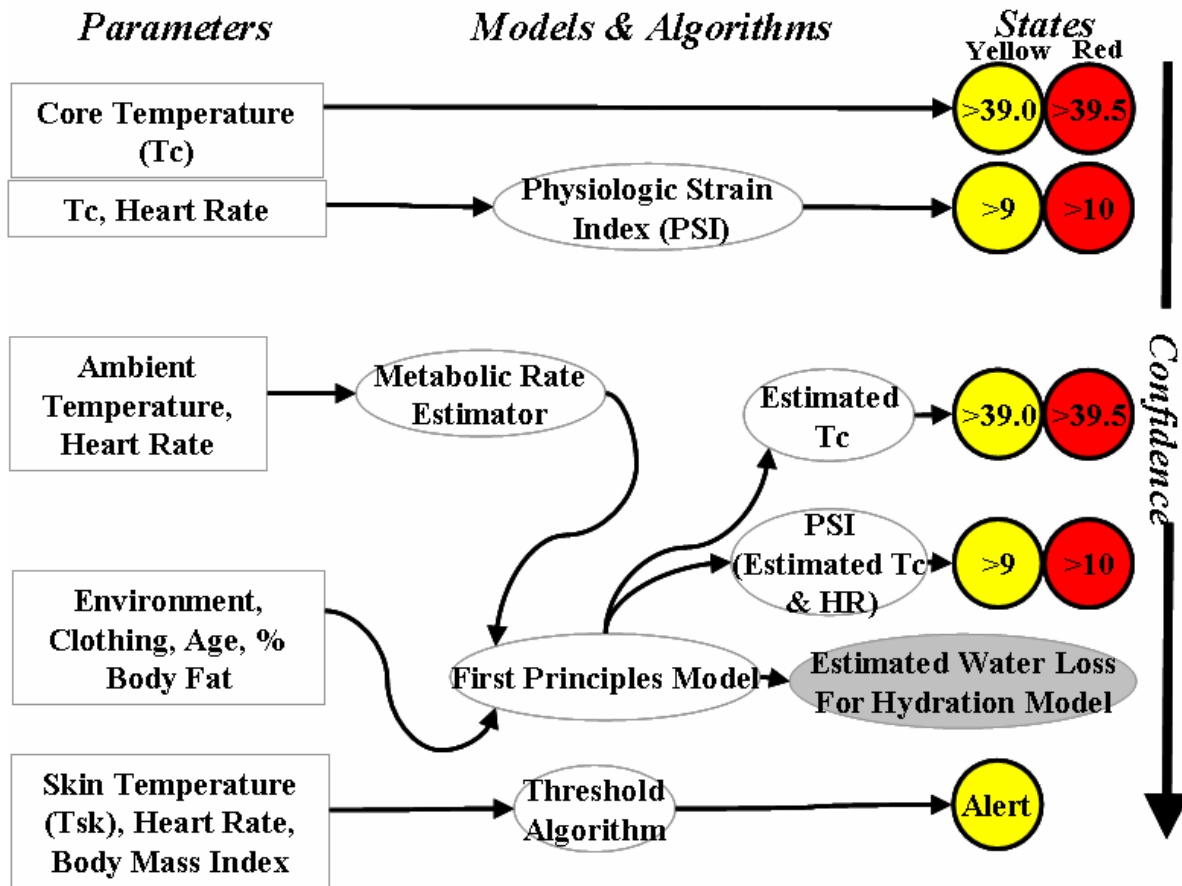 Parameters
Models & Algorithms
States
Yellow
Red
Core Temperature
(Tc)
>39.0
>39.5
Tc, Heart Rate
Physiologic Strain
Index (PSI)
>9
>10
Ambient
Temperature,
Heart Rate
Metabolic Rate
Estimator
Estimated
Tc
>39.0
>39.5
Confidence
PSI
(Estimated Tc
& HR)
>9
>10
Environment,
Clothing, Age, %
Body Fat
First Principles Model
Estimated Water Loss
For Hydration Model
Skin Temperature
(Tsk), Heart Rate,
Body Mass Index
Threshold
Algorithm
Alert